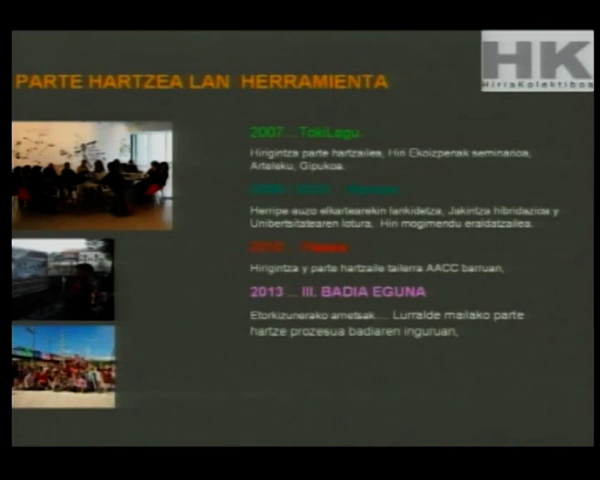 HK
HiriaKolektiboa
PARTE HARTZEA LAN HERRAMIENTA
2007... TokiLagu.
Hirigintza parte hartzailea, Hiri Ekoizpenak seminarioa,
Arteleku, Gipukoa.
Herripe auzo elkartearekin lankidetza, Jakintza hibridazioa y
Unibertsitatearen lotura, Hiri mogimendu eraldatzailea.
2010...
Hirigintza y parte hartzaile tailerra AACC barruan,
2013 ... III. BADIA EGUNA
Etorkizunerako ametsak.... Lurralde mailako parte
hartze prozesua badiaren inguruan,